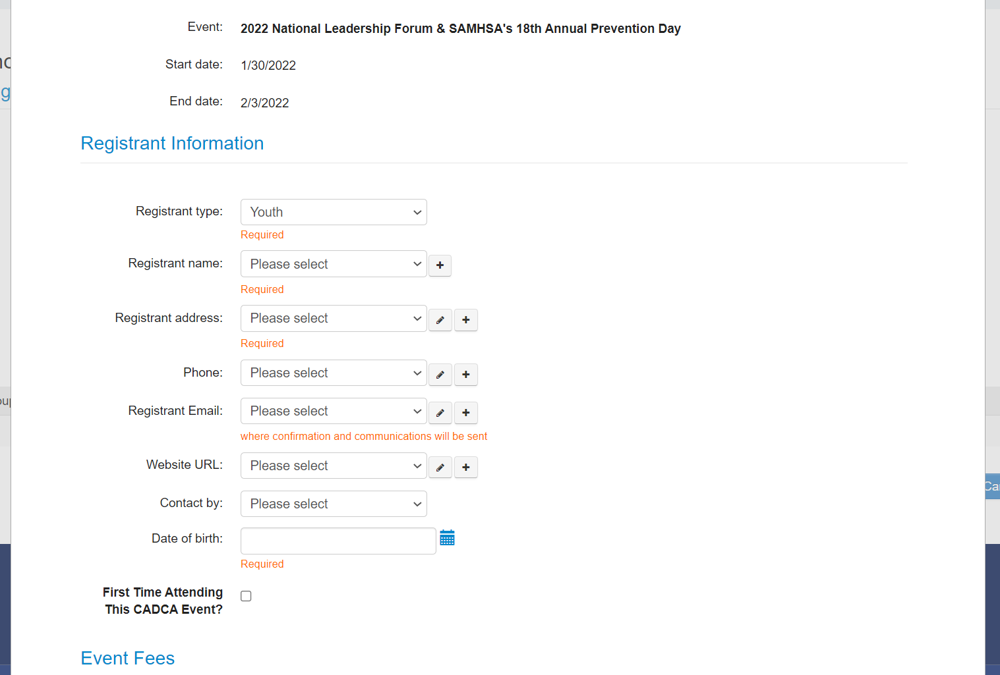 Event: 2022 National Leadership Forum & SAMHSA's 18th Annual Prevention Day
Start date: 1/30/2022
End date: 2/3/2022
Registrant Information
Registrant type: Youth
Required
Registrant name: Please select
Required
Registrant address: Please select
Required
Phone: Please select
Registrant Email: Please select
where confirmation and communications will be sent
Website URL: Please select
Contact by: Please select
Date of birth:
Required
First Time Attending
This CADCA Event?
Event Fees